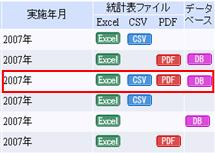 実施年月 統計表ファイル データ
Excel CSV PDF ベース
2007年 Excel CSV
2007年 Excel PDF DB
2007年 Excel CSV PDF DB
2007年 Excel CSV
2007年 Excel DB
2007年 Excel PDF